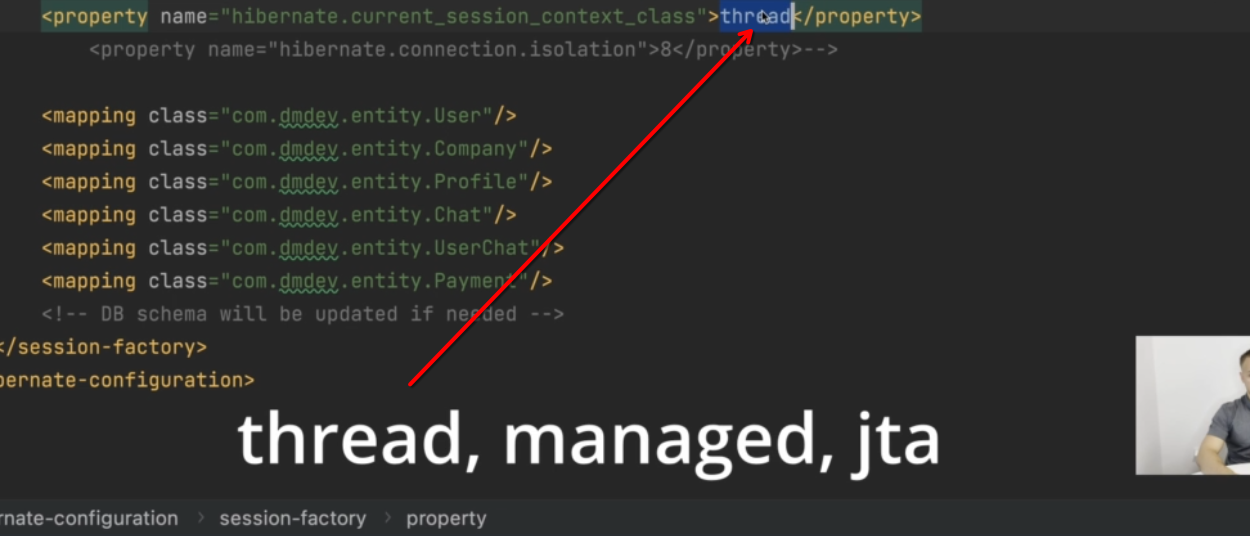 <property name="hibernate.current_session_context_class">thread</property>
<property name="hibernate.connection.isolation">8</property>-->
<mapping class="com.dmdev.entity.User"/>
<mapping class="com.dmdev.entity.Company"/>
<mapping class="com.dmdev.entity.Profile"/>
<mapping class="com.dmdev.entity.Chat"/>
<mapping class="com.dmdev.entity.UserChat"/>
<mapping class="com.dmdev.entity.Payment"/>
<!-- DB schema will be updated if needed -->
</session-factory>
bernate-configuration>
thread, managed, jta
rnate-configuration > session-factory > property